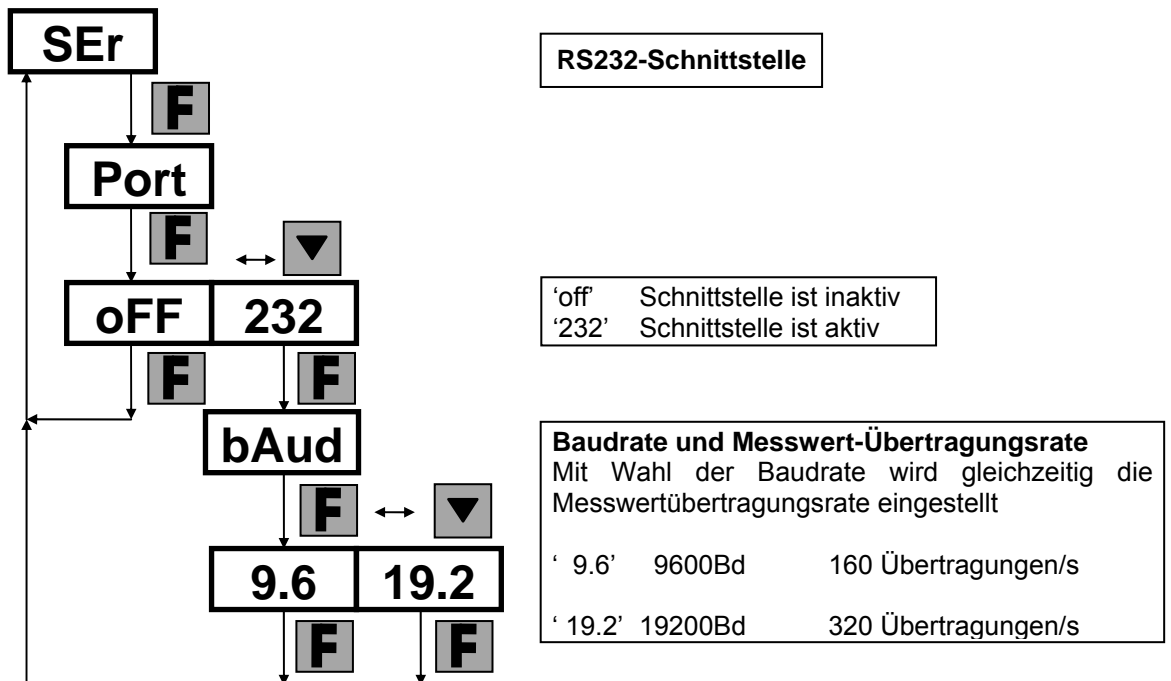 SEr
RS232-Schnittstelle
F
Port
F
oFF 232
‘off’ Schnittstelle ist inaktiv
‘232’ Schnittstelle ist aktiv
F F
bAud
Baudrate und Messwert-Übertragungsrate
Mit Wahl der Baudrate wird gleichzeitig die
Messwertübertragungsrate eingestellt
F
9.6 19.2
‘ 9.6’ 9600Bd 160 Übertragungen/s
‘ 19.2’ 19200Bd 320 Übertragungen/s
F F